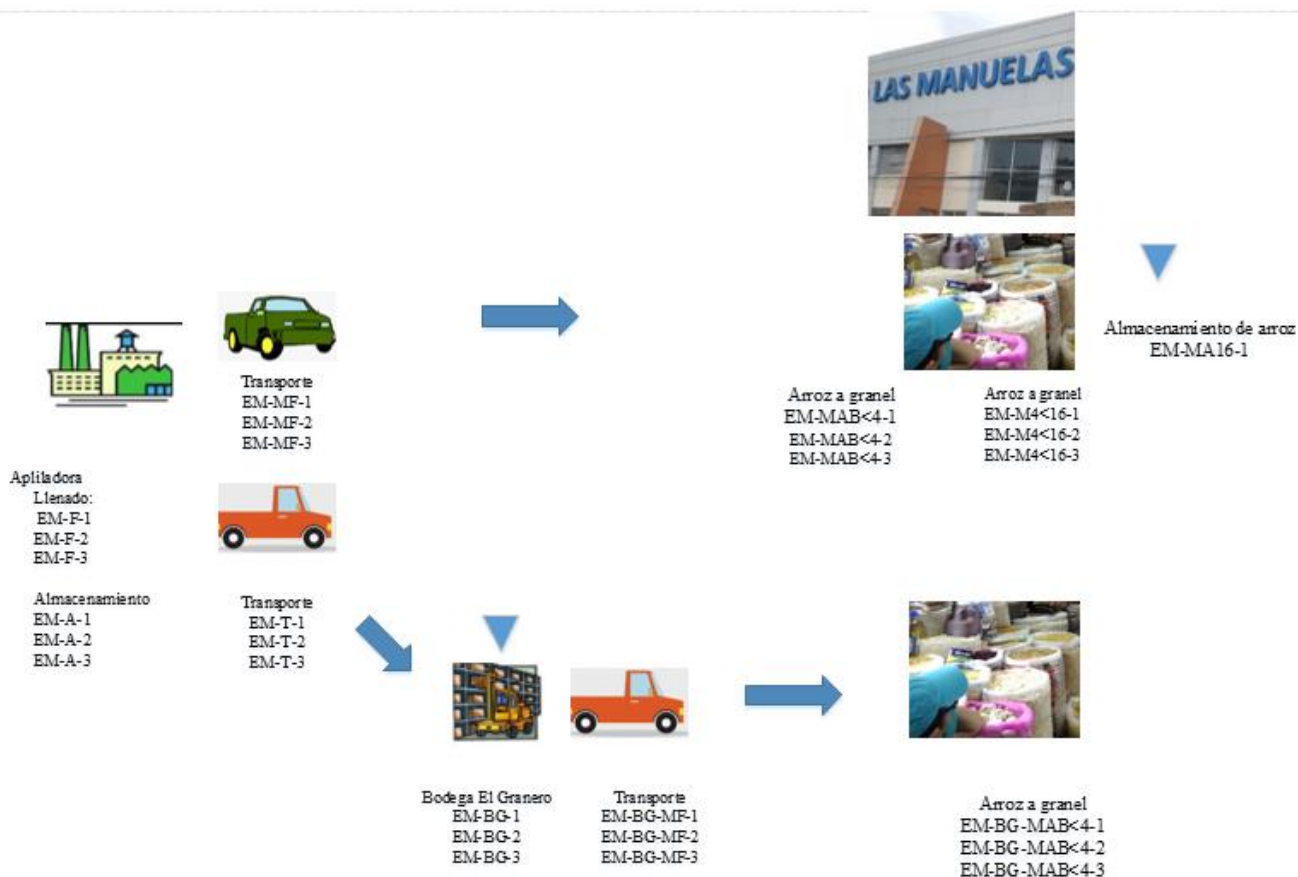 LAS MANUELAS
Almacenamiento de arroz
EM-MA16-1
Transporte
EM-MF-1
EM-MF-2
EM-MF-3
Arroz a granel
EM-MAB<4-1
EM-MAB<4-2
EM-MAB<4-3
Arroz a granel
EM-M4<16-1
EM-M4<16-2
EM-M4<16-3
Apliladora
Llenado:
EM-F-1
EM-F-2
EM-F-3
Almacenamiento
EM-A-1
EM-A-2
EM-A-3
Transporte
EM-T-1
EM-T-2
EM-T-3
Bodega El Granero
EM-BG-1
EM-BG-2
EM-BG-3
Transporte
EM-BG-MF-1
EM-BG-MF-2
EM-BG-MF-3
Arroz a granel
EM-BG-MAB<4-1
EM-BG-MAB<4-2
EM-BG-MAB<4-3